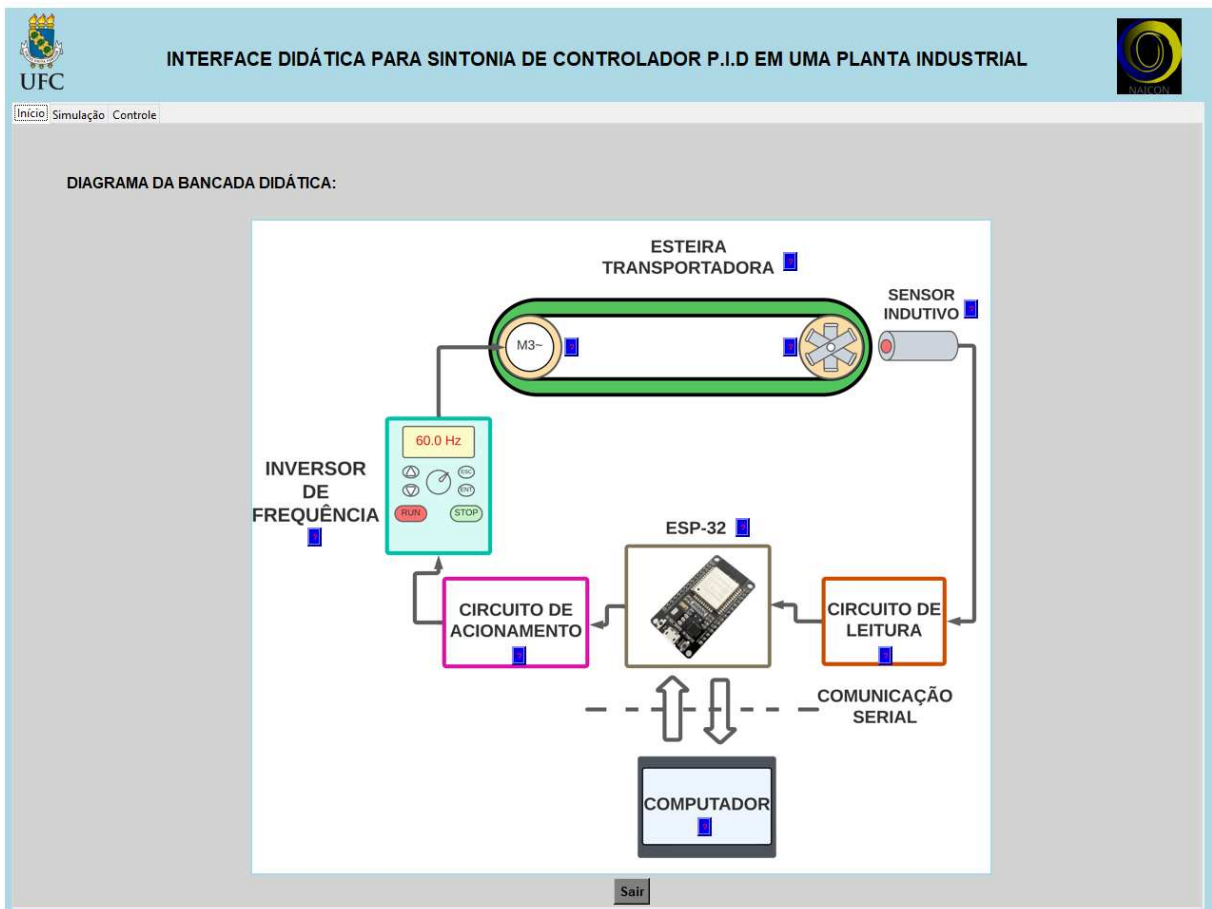 UFC
INTERFACE DIDÁTICA PARA SINTONIA DE CONTROLADOR P.I.D EM UMA PLANTA INDUSTRIAL
NAICON
Início Simulação Controle
DIAGRAMA DA BANCADA DIDÁTICA:
ESTEIRA
TRANSPORTADORA ?
SENSOR
INDUTIVO ?
M3~ ? ?
60.0 Hz
ESC
ENT
RUN STOP
INVERSOR
DE
FREQUÊNCIA
?
ESP-32 ?
CIRCUITO DE
ACIONAMENTO
?
CIRCUITO DE
LEITURA
?
COMUNICAÇÃO
SERIAL
COMPUTADOR
?
Sair